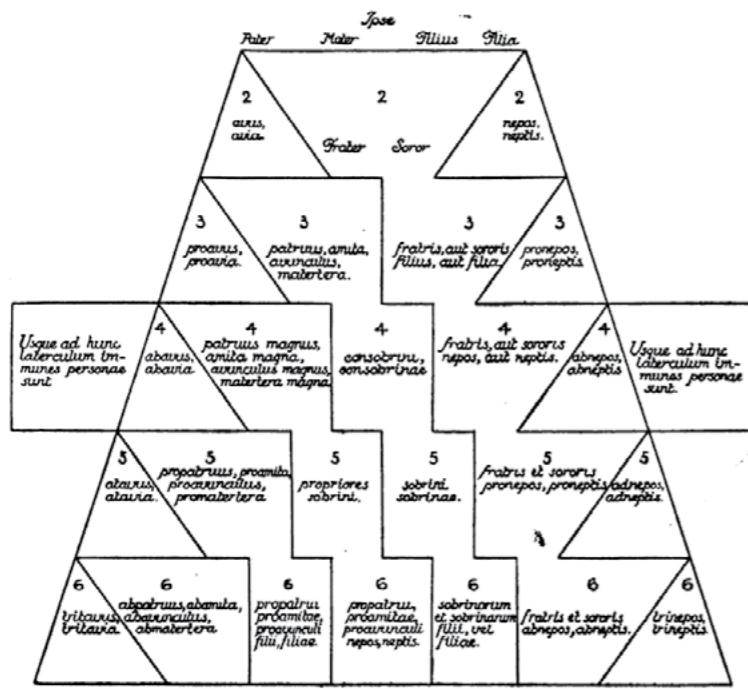 Ipse
Pater Mater Filius Filia
2 2 2
avus,
avia.
Frater Soror
nepos,
neptis.
3 3 3 3
proavus,
proavia.
patruus, amita,
avunculus,
matertera.
fratris, aut sororis
filius, aut filia.
pronepos,
proneptis.
Usque ad hunc
laterculum im-
munes personae
sunt
4 4 4 4 4
abavus,
abavia.
patruus magnus,
amita magna,
avunculus magnus,
matertera magna.
consobrini,
consobrinae.
fratris, aut sororis
nepos, aut neptis.
abnepos,
abneptis
Usque ad hunc
laterculum im-
munes personae
sunt.
5 5 5 5 5 5
atavus,
atavia.
propatruus, proamita,
proavunculus,
promatertera
propriores
sobrini.
sobrini
sobrinae.
fratris et sororis
pronepos, proneptis
adnepos,
adneptis.
6 6 6 6 6 6 6
tritavus,
tritavia.
abpatruus, abamita,
abavunculus,
abmatertera
propatrui
proamitae,
proavunculi
filii, filiae.
propatrui,
proamitae,
proavunculi
nepos, neptis.
sobrinorum
et sobrinarum
filii, vel
filiae.
fratris et sororis
abnepos, abneptis.
trinepos,
trineptis.